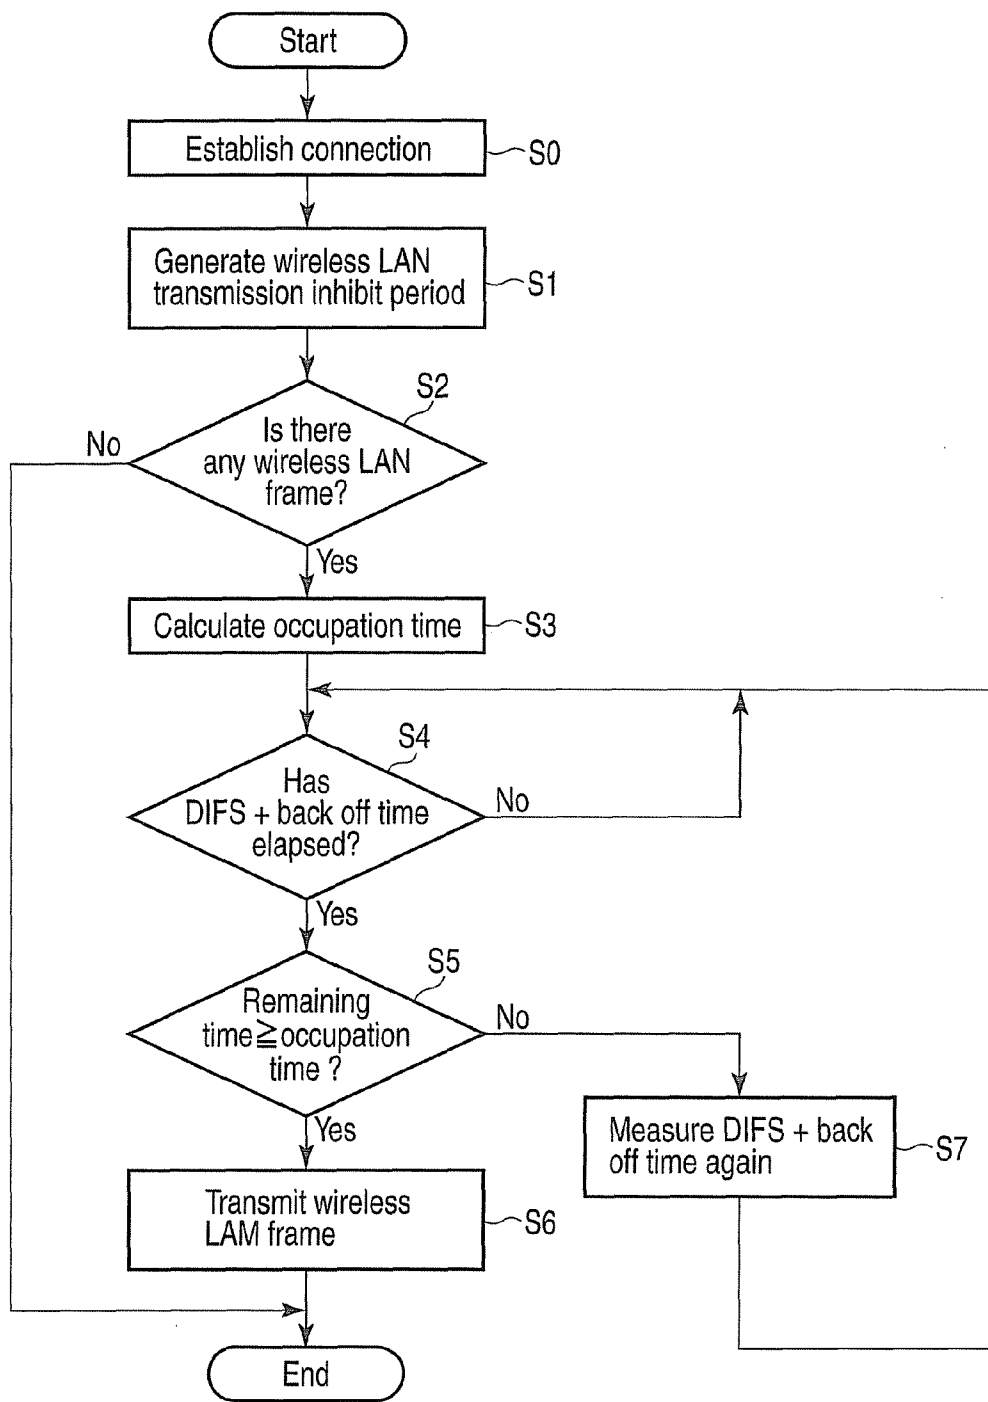 Start
Establish connection
S0
Generate wireless LAN
transmission inhibit period
S1
S2
No
Is there
any wireless LAN
frame?
Yes
Calculate occupation time
S3
S4
Has
DIFS + back off time
elapsed?
No
Yes
S5
Remaining
time≧occupation
time ?
No
Yes
Measure DIFS + back
off time again
S7
Transmit wireless
LAM frame
S6
End